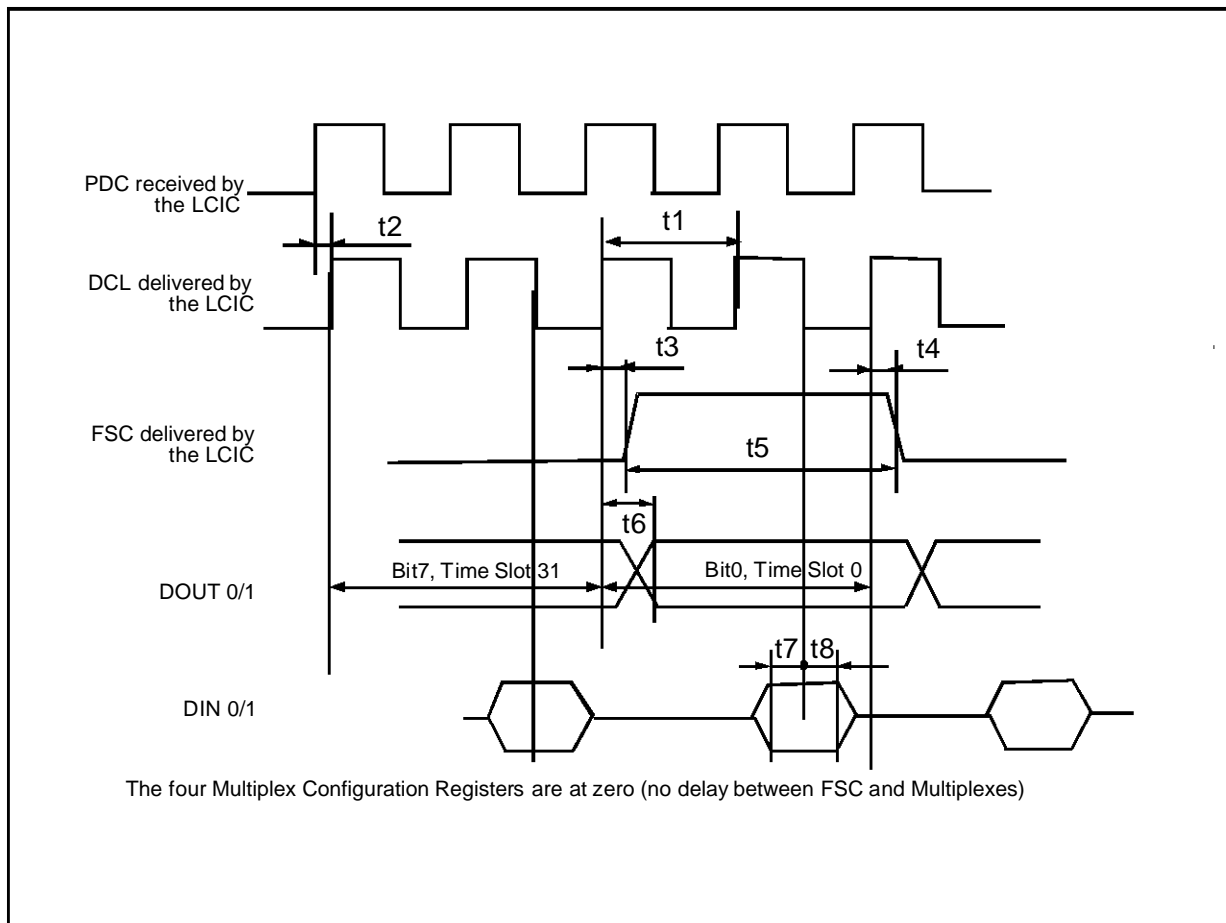 PDC received by
the LCIC
t2
t1
DCL delivered by
the LCIC
t3
t4
FSC delivered by
the LCIC
t5
t6
Bit7, Time Slot 31
Bit0, Time Slot 0
DOUT 0/1
t7
t8
DIN 0/1
The four Multiplex Configuration Registers are at zero (no delay between FSC and Multiplexes)